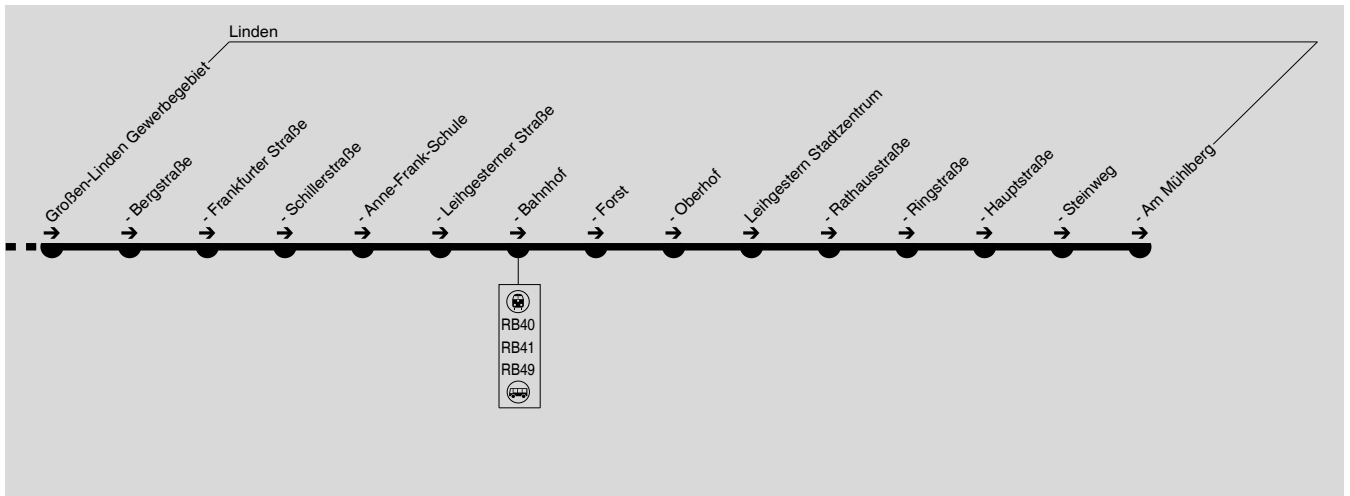 Linden
Großen-Linden Gewerbegebiet
- Bergstraße
- Frankfurter Straße
- Schillerstraße
- Anne-Frank-Schule
- Leihgesterner Straße
- Bahnhof
- Forst
- Oberhof
Leihgestern Stadtzentrum
- Rathausstraße
- Ringstraße
- Hauptstraße
- Steinweg
- Am Mühlberg
RB40
RB41
RB49